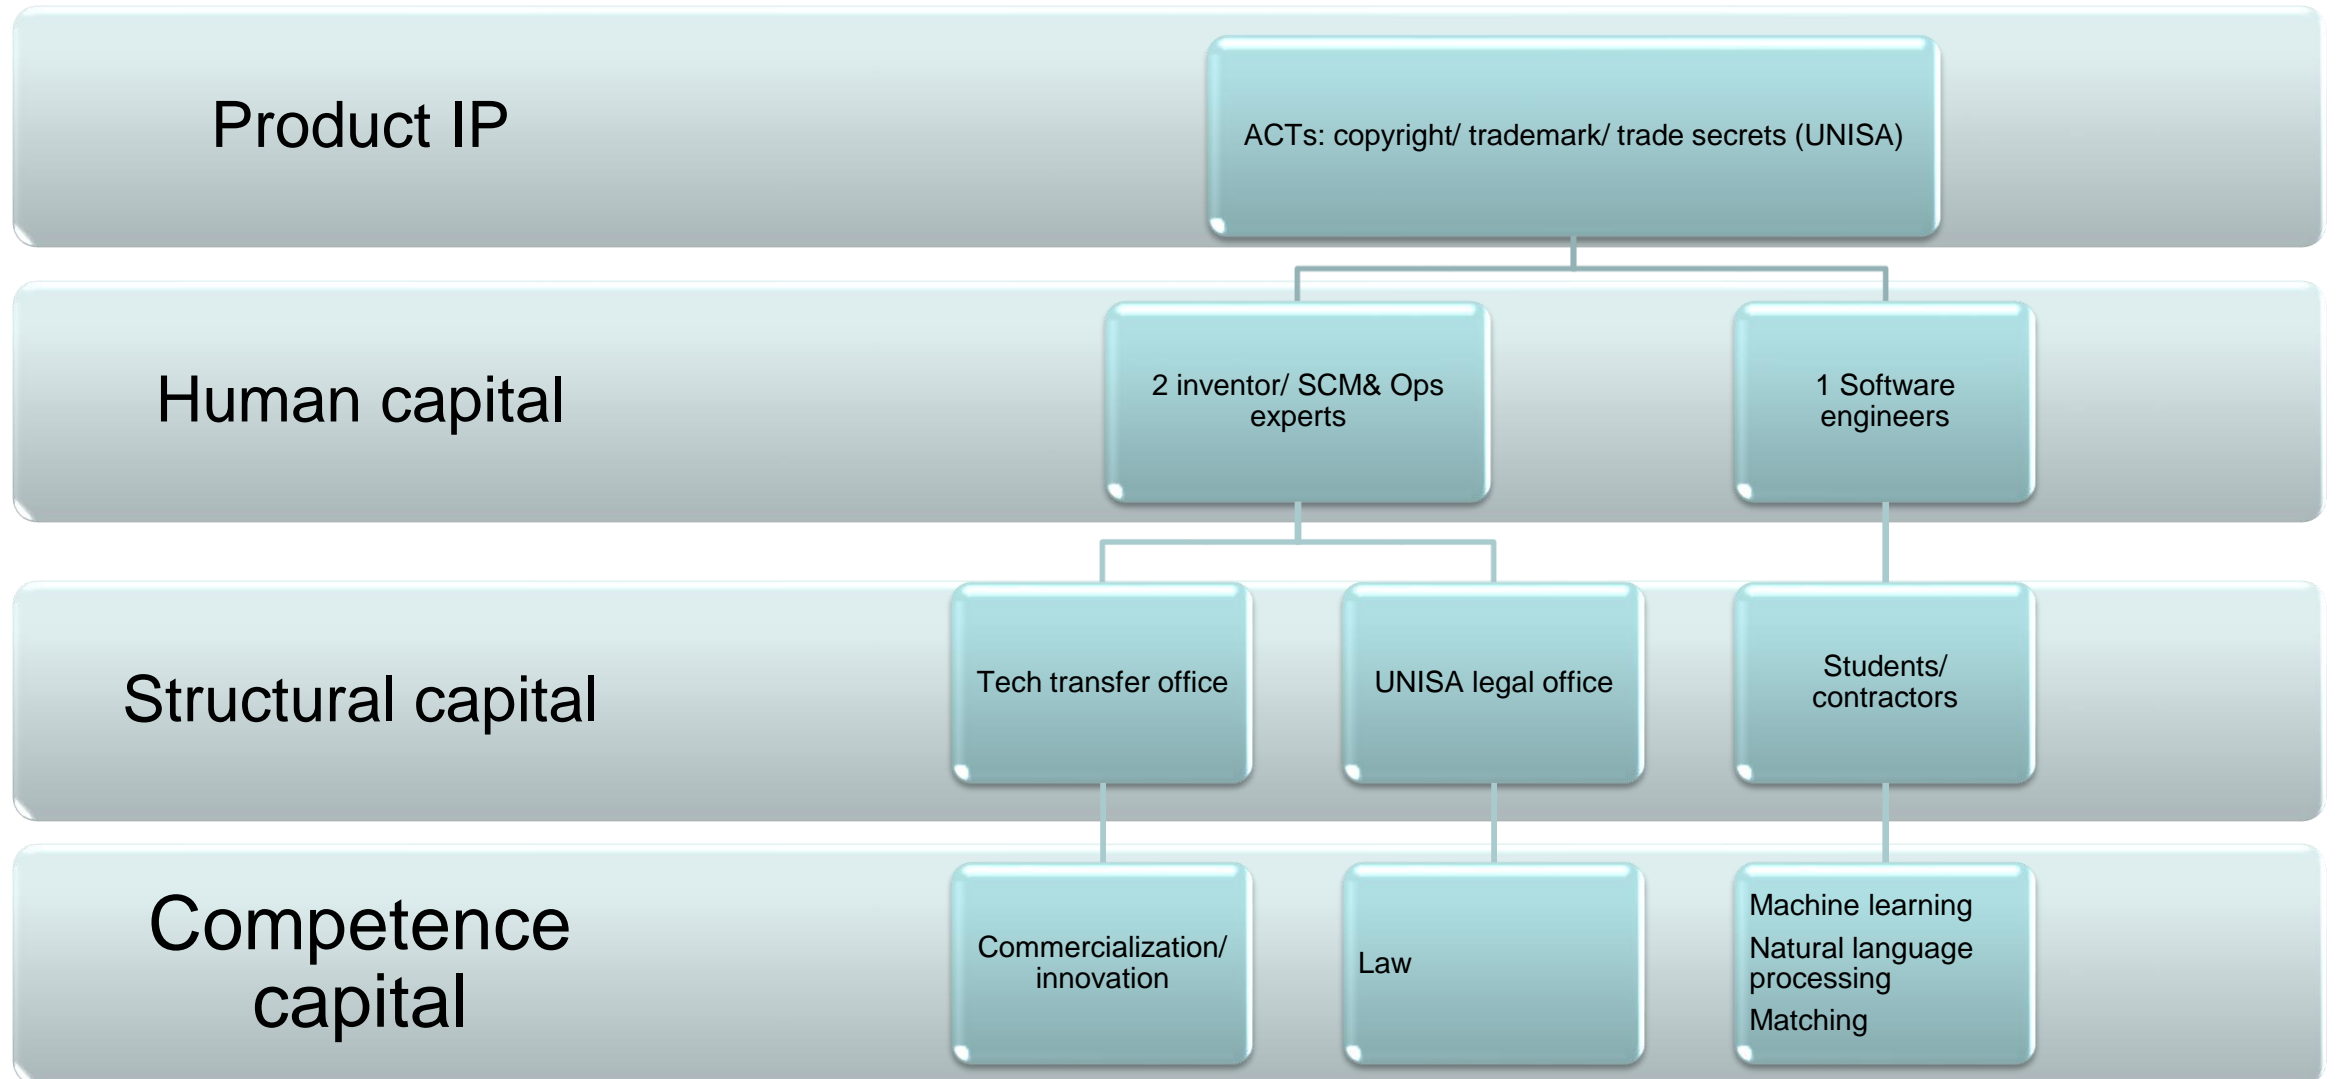 Product IP
ACTs: copyright/ trademark/ trade secrets (UNISA)
Human capital
2 inventor/ SCM& Ops
experts
1 Software
engineers
Structural capital
Tech transfer office
UNISA legal office
Students/
contractors
Competence
capital
Commercialization/
innovation
Law
Machine learning
Natural language
processing
Matching